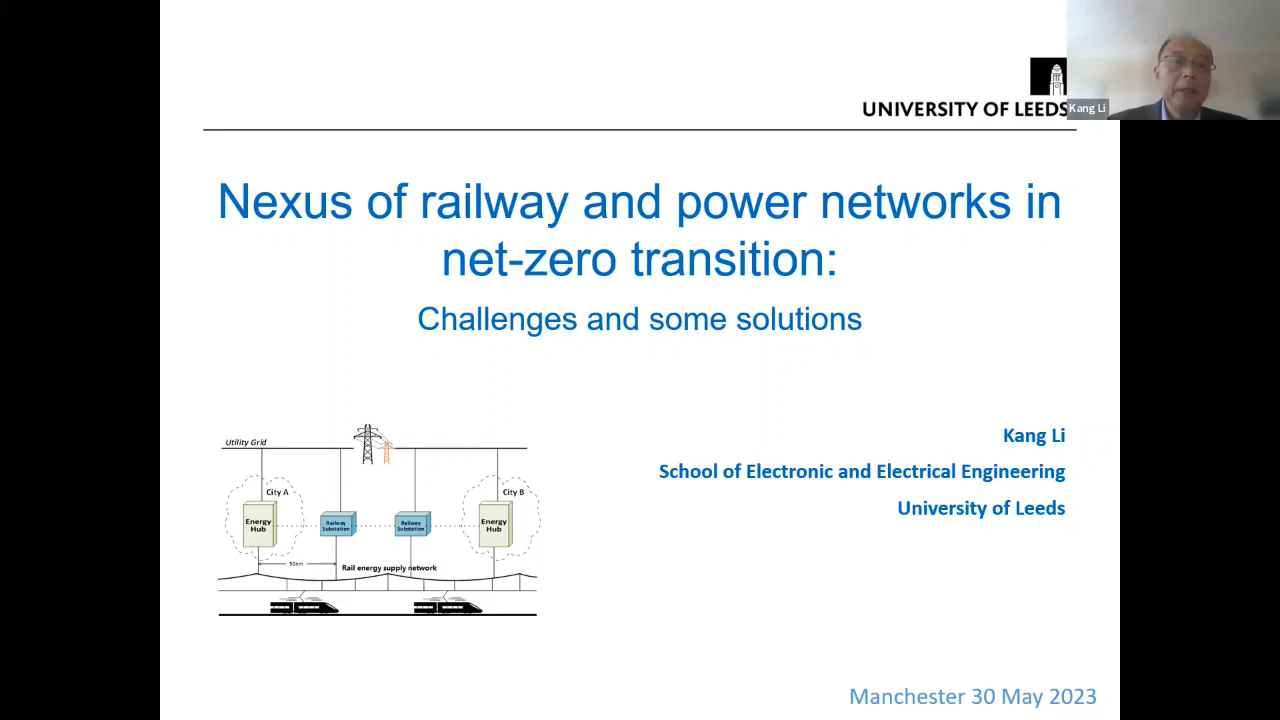 UNIVERSITY OF LEEDS
Kang Li
Nexus of railway and power networks in
net-zero transition:
Challenges and some solutions
Kang Li
School of Electronic and Electrical Engineering
University of Leeds
Utility Grid
City A
City B
Energy
Hub
Railway
Substation
Railway
Substation
Energy
Hub
50km
Rail energy supply network
Manchester 30 May 2023